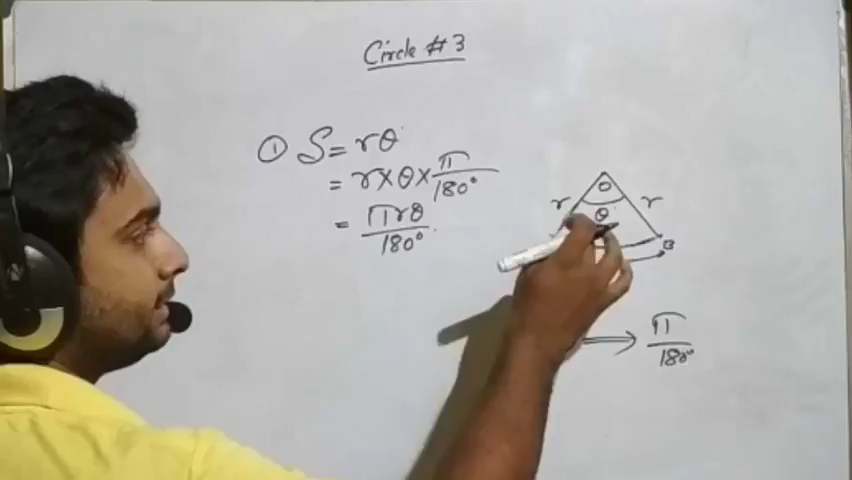 Circle #3
① S = rθ
= r×θ×π/180°
= πrθ/180°.
θ
r r
θ
B
⇒ π/180°